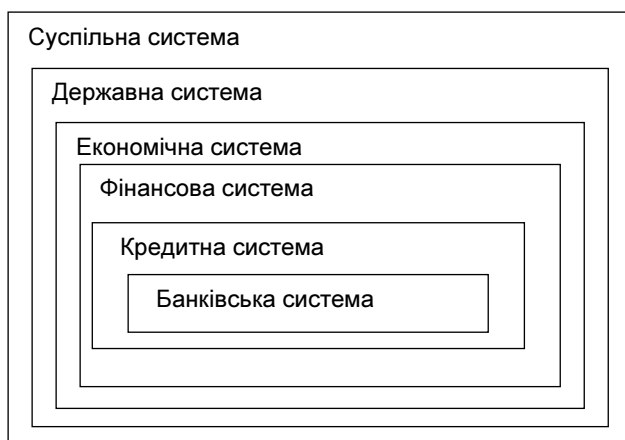 Суспільна система
Державна система
Економічна система
Фінансова система
Кредитна система
Банківська система